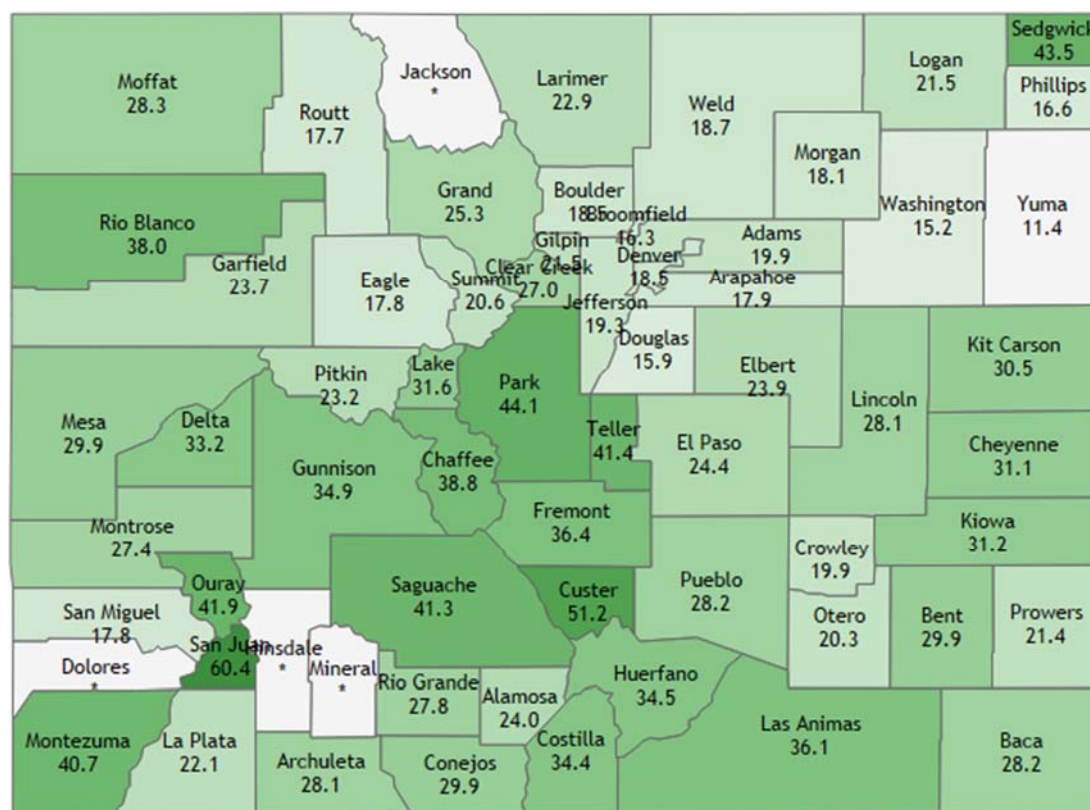 Moffat
28.3
Routt
17.7
Jackson
*
Larimer
22.9
Weld
18.7
Logan
21.5
Sedgwick
43.5
Phillips
16.6
Morgan
18.1
Washington
15.2
Yuma
11.4
Rio Blanco
38.0
Grand
25.3
Boulder
18.5
Broomfield
16.3
Gilpin
21.5
Adams
19.9
Denver
18.5
Arapahoe
17.9
Garfield
23.7
Eagle
17.8
Summit
20.6
Clear Creek
27.0
Jefferson
19.3
Douglas
15.9
Elbert
23.9
Lincoln
28.1
Kit Carson
30.5
Mesa
29.9
Delta
33.2
Pitkin
23.2
Lake
31.6
Park
44.1
Teller
41.4
El Paso
24.4
Cheyenne
31.1
Gunnison
34.9
Chaffee
38.8
Fremont
36.4
Kiowa
31.2
Montrose
27.4
Ouray
41.9
Saguache
41.3
Custer
51.2
Pueblo
28.2
Crowley
19.9
Otero
20.3
Bent
29.9
Prowers
21.4
San Miguel
17.8
Dolores
*
San Juan
60.4
Hinsdale
*
Mineral
*
Rio Grande
27.8
Alamosa
24.0
Huerfano
34.5
Las Animas
36.1
Baca
28.2
Montezuma
40.7
La Plata
22.1
Archuleta
28.1
Conejos
29.9
Costilla
34.4